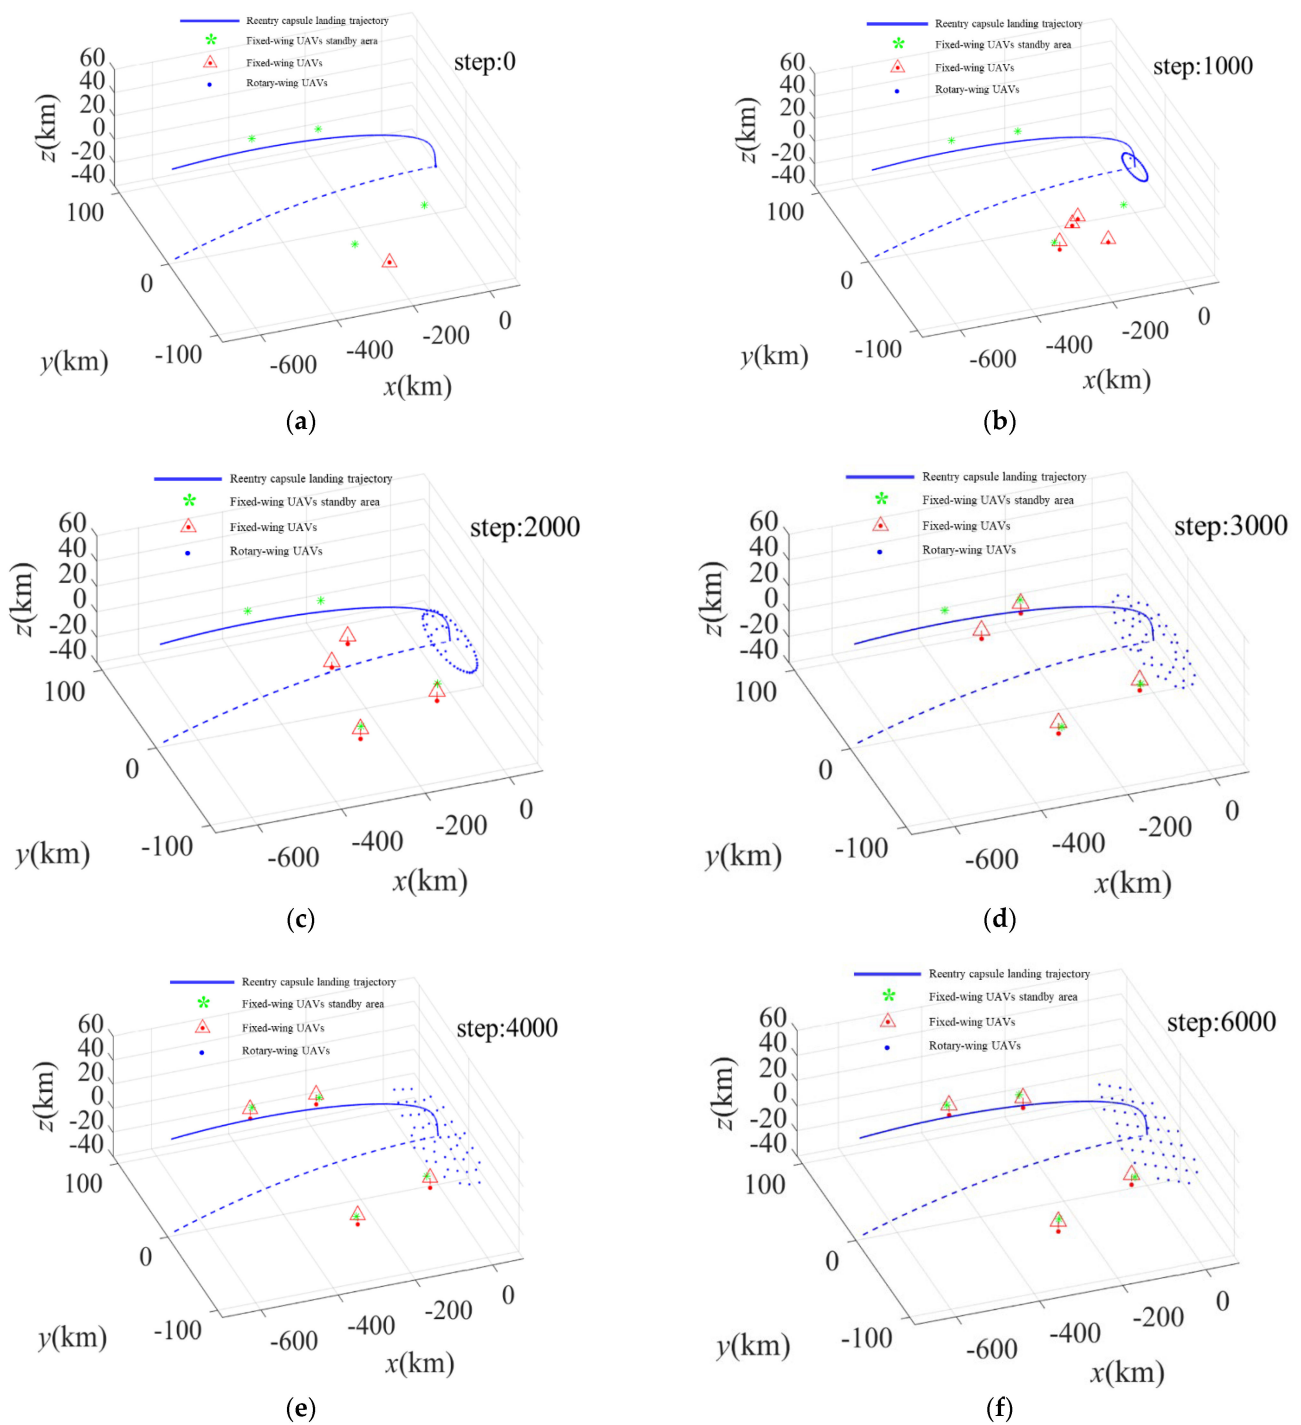 Reentry capsule landing trajectory
Fixed-wing UAVs standby aera
Fixed-wing UAVs
Rotary-wing UAVs
step:0
60
40
20
0
-20
-40
z(km)
100
0
-100
y(km)
-600
-400
-200
0
x(km)
(a)
Reentry capsule landing trajectory
Fixed-wing UAVs standby area
Fixed-wing UAVs
Rotary-wing UAVs
step:1000
60
40
20
0
-20
-40
z(km)
100
0
-100
y(km)
-600
-400
-200
0
x(km)
(b)
Reentry capsule landing trajectory
Fixed-wing UAVs standby area
Fixed-wing UAVs
Rotary-wing UAVs
step:2000
60
40
20
0
-20
-40
z(km)
100
0
-100
y(km)
-600
-400
-200
0
x(km)
(c)
Reentry capsule landing trajectory
Fixed-wing UAVs standby area
Fixed-wing UAVs
Rotary-wing UAVs
step:3000
60
40
20
0
-20
-40
z(km)
100
0
-100
y(km)
-600
-400
-200
0
x(km)
(d)
Reentry capsule landing trajectory
Fixed-wing UAVs standby area
Fixed-wing UAVs
Rotary-wing UAVs
step:4000
60
40
20
0
-20
-40
z(km)
100
0
-100
y(km)
-600
-400
-200
0
x(km)
(e)
Reentry capsule landing trajectory
Fixed-wing UAVs standby area
Fixed-wing UAVs
Rotary-wing UAVs
step:6000
60
40
20
0
-20
-40
z(km)
100
0
-100
y(km)
-600
-400
-200
0
x(km)
(f)